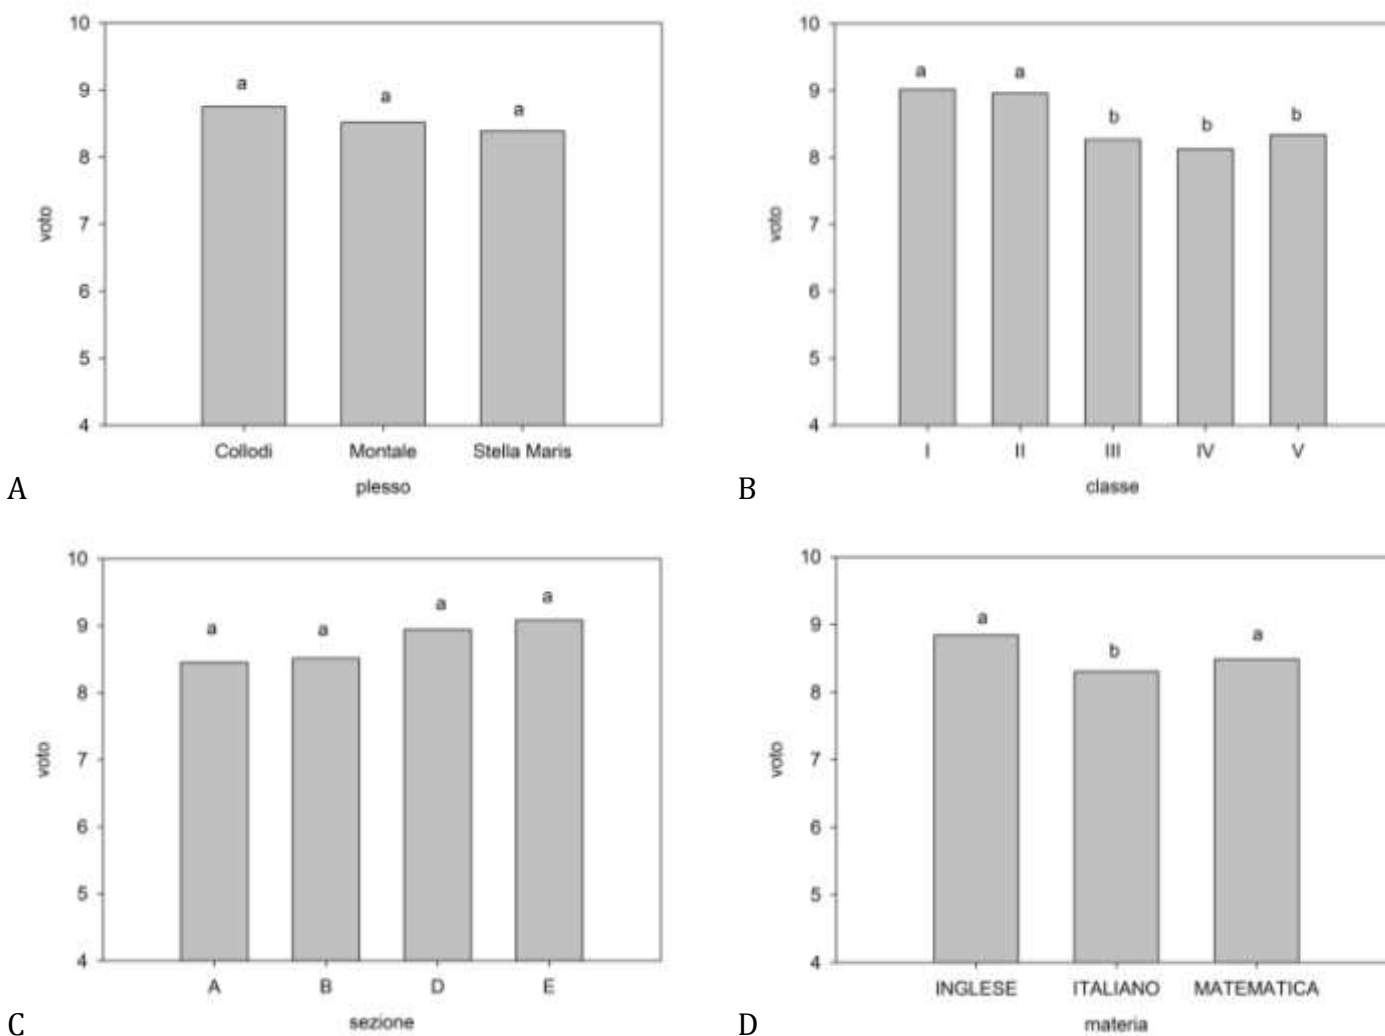 10
9
8
7
6
5
4
voto
a
a
a
Collodi Montale Stella Maris
plesso
A
10
9
8
7
6
5
4
voto
a
a
b
b
b
I II III IV V
classe
B
10
9
8
7
6
5
4
voto
a
a
a
a
A B D E
sezione
C
10
9
8
7
6
5
4
voto
a
b
a
INGLESE ITALIANO MATEMATICA
materia
D